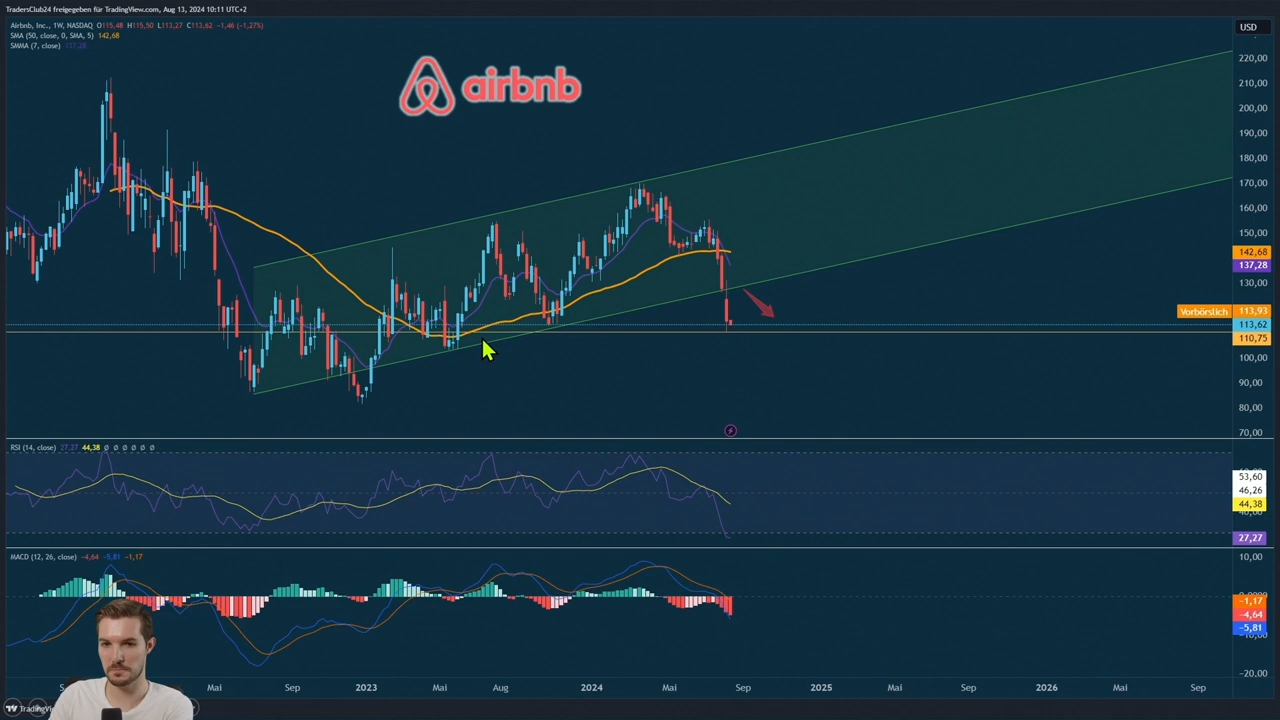 TradersClub24 freigegeben für TradingView.com, Aug 13, 2024 10:11 UTC+2
Airbnb, Inc., 1W, NASDAQ O115,48 H115,50 L113,27 C113,62 −1,46 (−1,27%)
SMA (50, close, 0, SMA, 5) 142,68
SMMA (7, close) 137,28
airbnb
USD
220,00
210,00
200,00
190,00
180,00
170,00
160,00
150,00
142,68
137,28
130,00
Vorbörslich 113,93
113,62
110,75
100,00
90,00
80,00
70,00
RSI (14, close) 27,27 44,38 Ø Ø Ø Ø Ø Ø
53,60
46,26
44,38
27,27
MACD (12, 26, close) −4,64 −5,81 −1,17
10,00
−1,17
−4,64
−5,81
−20,00
Mai Sep 2023 Mai Aug 2024 Mai Sep 2025 Mai Sep 2026 Mai Sep